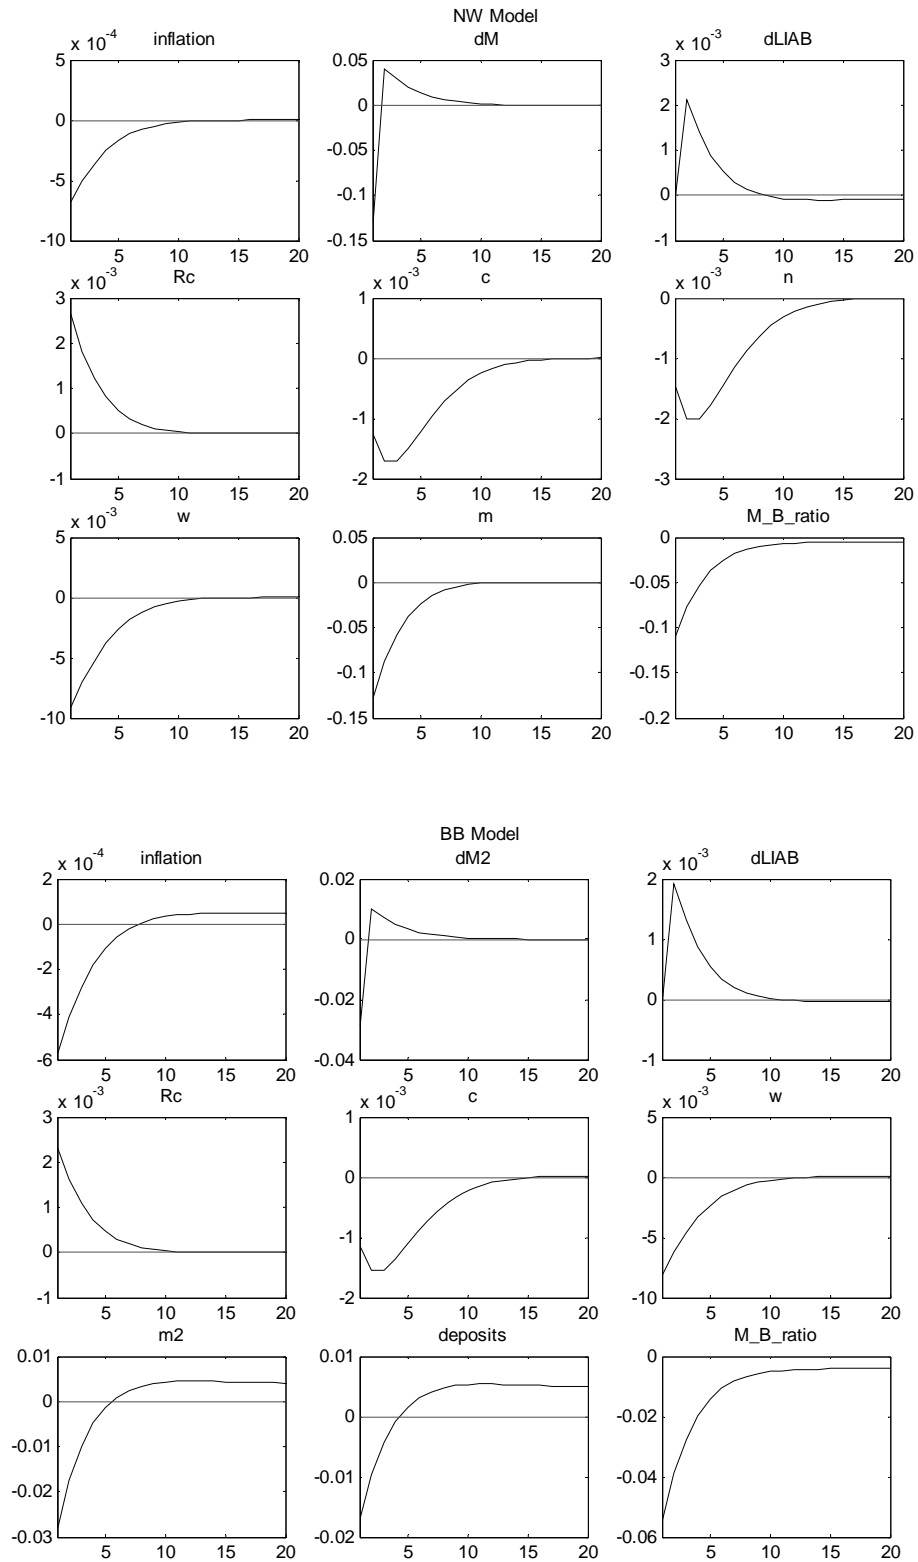 NW Model
inflation
dM
dLIAB
x 10^-4
x 10^-3
5
0
-5
-10
5 10 15 20
0.05
0
-0.05
-0.1
-0.15
5 10 15 20
3
2
1
0
-1
5 10 15 20
Rc
c
n
x 10^-3
x 10^-3
x 10^-3
3
2
1
0
-1
5 10 15 20
1
0
-1
-2
5 10 15 20
0
-1
-2
-3
5 10 15 20
w
m
M_B_ratio
x 10^-3
5
0
-5
-10
5 10 15 20
0.05
0
-0.05
-0.1
-0.15
5 10 15 20
0
-0.05
-0.1
-0.15
-0.2
5 10 15 20
BB Model
inflation
dM2
dLIAB
x 10^-4
x 10^-3
2
0
-2
-4
-6
5 10 15 20
0.02
0
-0.02
-0.04
5 10 15 20
2
1
0
-1
5 10 15 20
Rc
c
w
x 10^-3
x 10^-3
x 10^-3
3
2
1
0
-1
5 10 15 20
1
0
-1
-2
5 10 15 20
5
0
-5
-10
5 10 15 20
m2
deposits
M_B_ratio
0.01
0
-0.01
-0.02
-0.03
5 10 15 20
0.01
0
-0.01
-0.02
5 10 15 20
0
-0.02
-0.04
-0.06
5 10 15 20